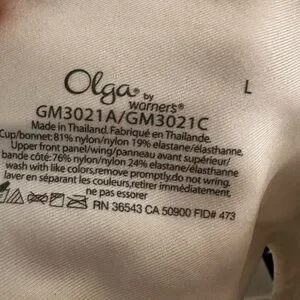 Olga® by
warners®
L
GM3021A/GM3021C
Made in Thailand. Fabriqué en Thaïlande.
Cup/bonnet: 81% nylon/nylon 19% elastane/élasthanne.
Upper front panel/wing/panneau avant supérieur/
bande côté: 76% nylon/nylon 24% elastane/élasthanne.
wash with like colors,remove promptly,do not wring.
laver en séparant les couleurs,retirer immédiatement,
ne pas essorer
RN 36543 CA 50900 FID# 473